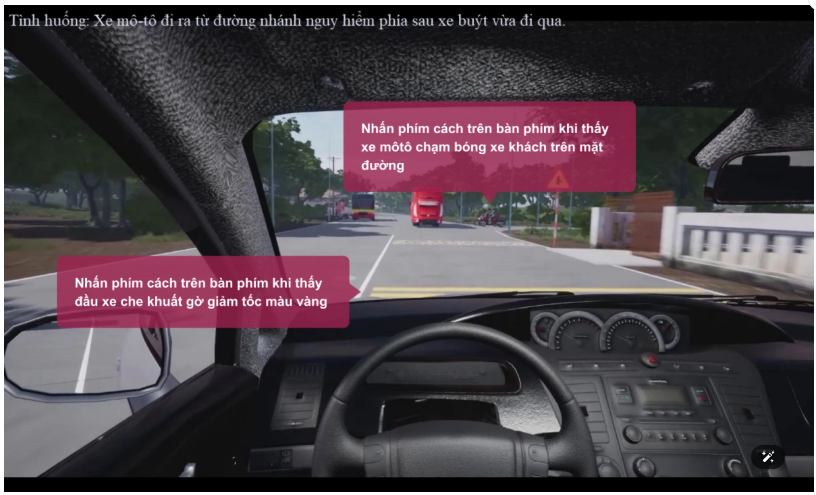 Tình huống: Xe mô-tô đi ra từ đường nhánh nguy hiểm phía sau xe buýt vừa đi qua.
Nhấn phím cách trên bàn phím khi thấy
xe môtô chạm bóng xe khách trên mặt
đường
Nhấn phím cách trên bàn phím khi thấy
đầu xe che khuất gờ giảm tốc màu vàng